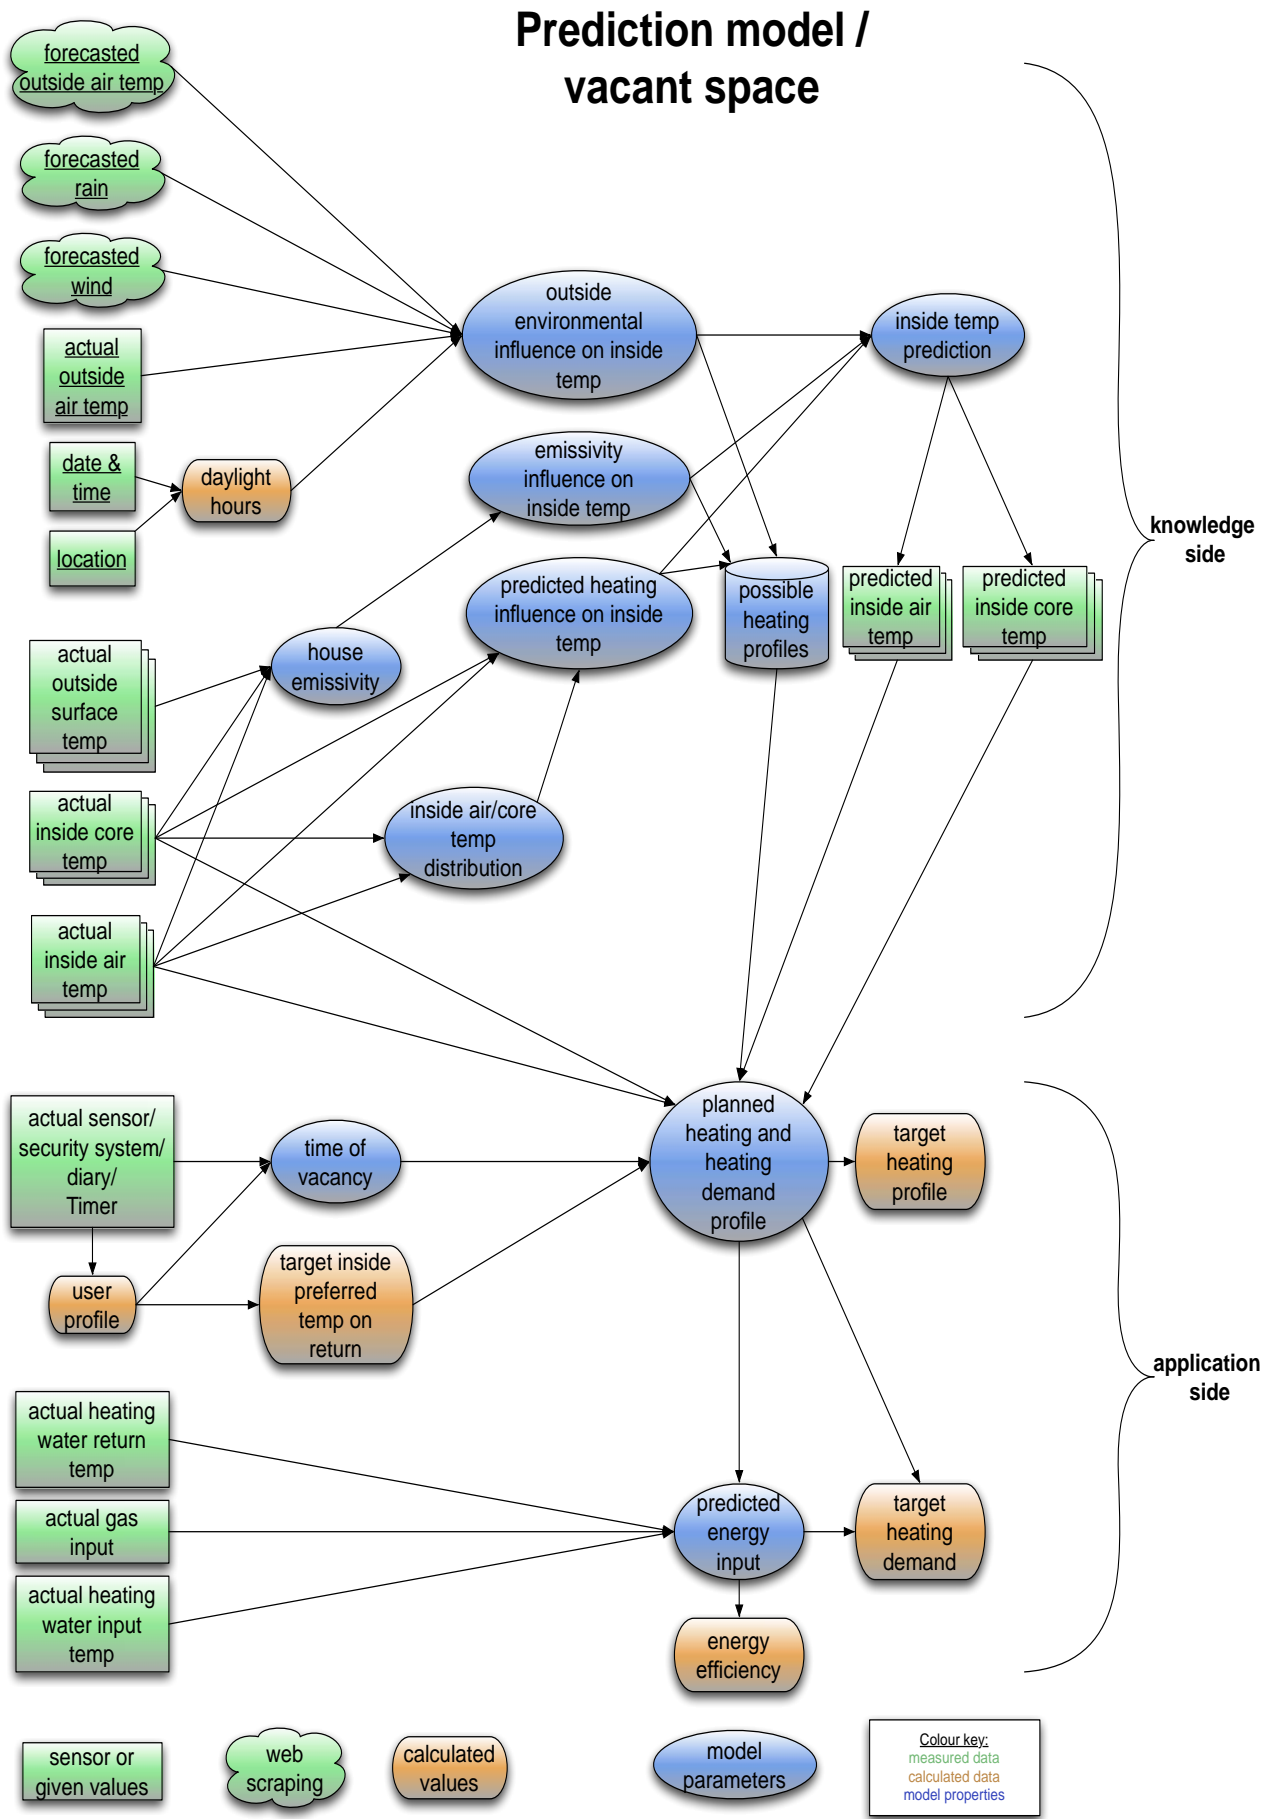 Prediction model /
vacant space
forecasted
outside air temp
forecasted
rain
forecasted
wind
actual
outside
air temp
date &
time
location
daylight
hours
outside
environmental
influence on inside
temp
inside temp
prediction
emissivity
influence on
inside temp
predicted heating
influence on inside
temp
possible
heating
profiles
predicted
inside air
temp
predicted
inside core
temp
knowledge
side
house
emissivity
actual
outside
surface
temp
actual
inside core
temp
inside air/core
temp
distribution
actual
inside air
temp
actual sensor/
security system/
diary/
Timer
time of
vacancy
planned
heating and
heating
demand
profile
target
heating
profile
user
profile
target inside
preferred
temp on
return
application
side
actual heating
water return
temp
actual gas
input
actual heating
water input
temp
predicted
energy
input
target
heating
demand
energy
efficiency
sensor or
given values
web
scraping
calculated
values
model
parameters
Colour key:
measured data
calculated data
model properties